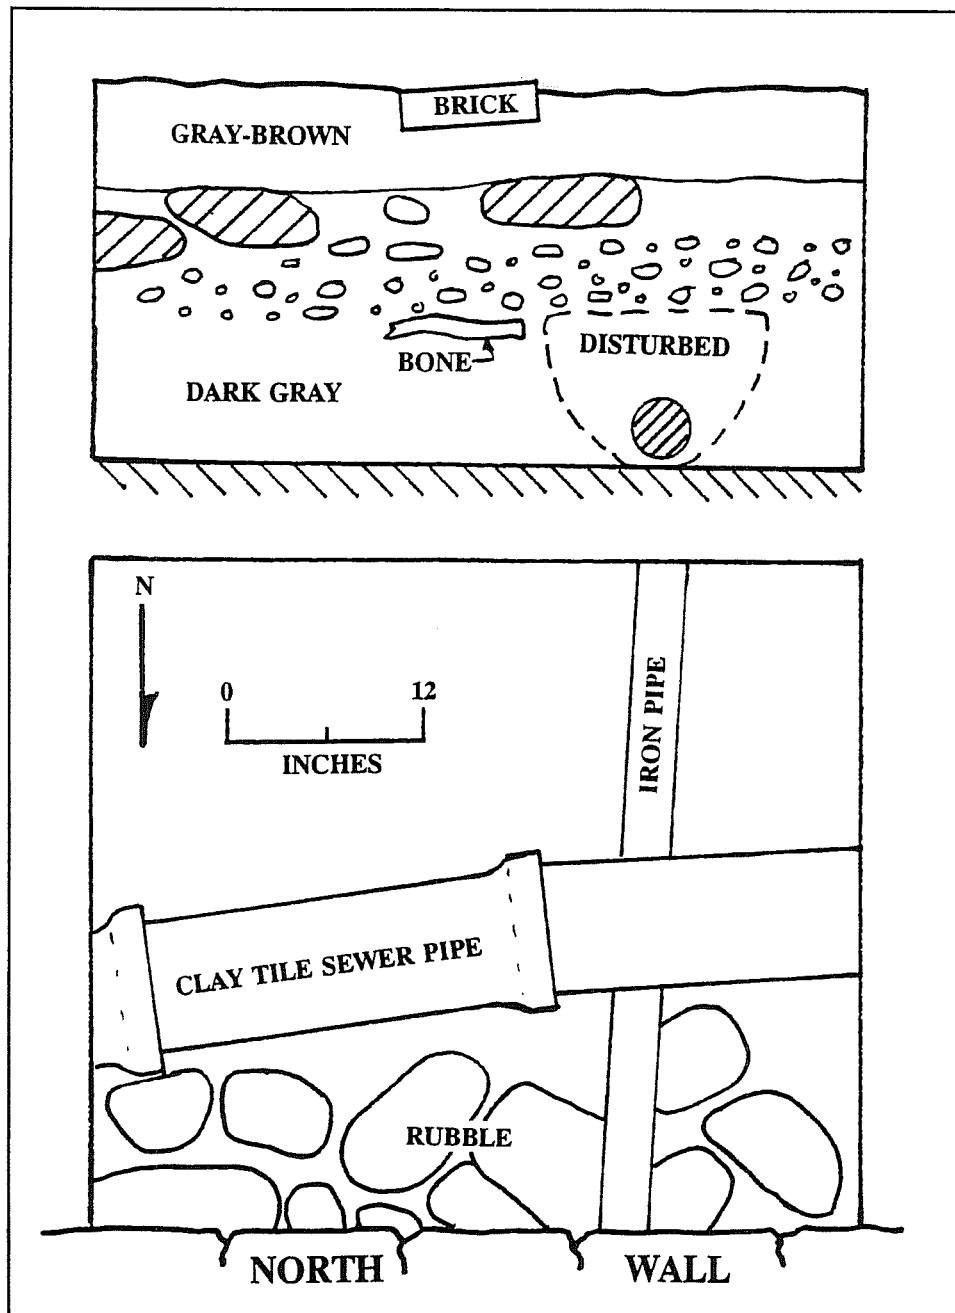 BRICK
GRAY-BROWN
DISTURBED
BONE
DARK GRAY
N
0 12
INCHES
IRON PIPE
CLAY TILE SEWER PIPE
RUBBLE
NORTH WALL